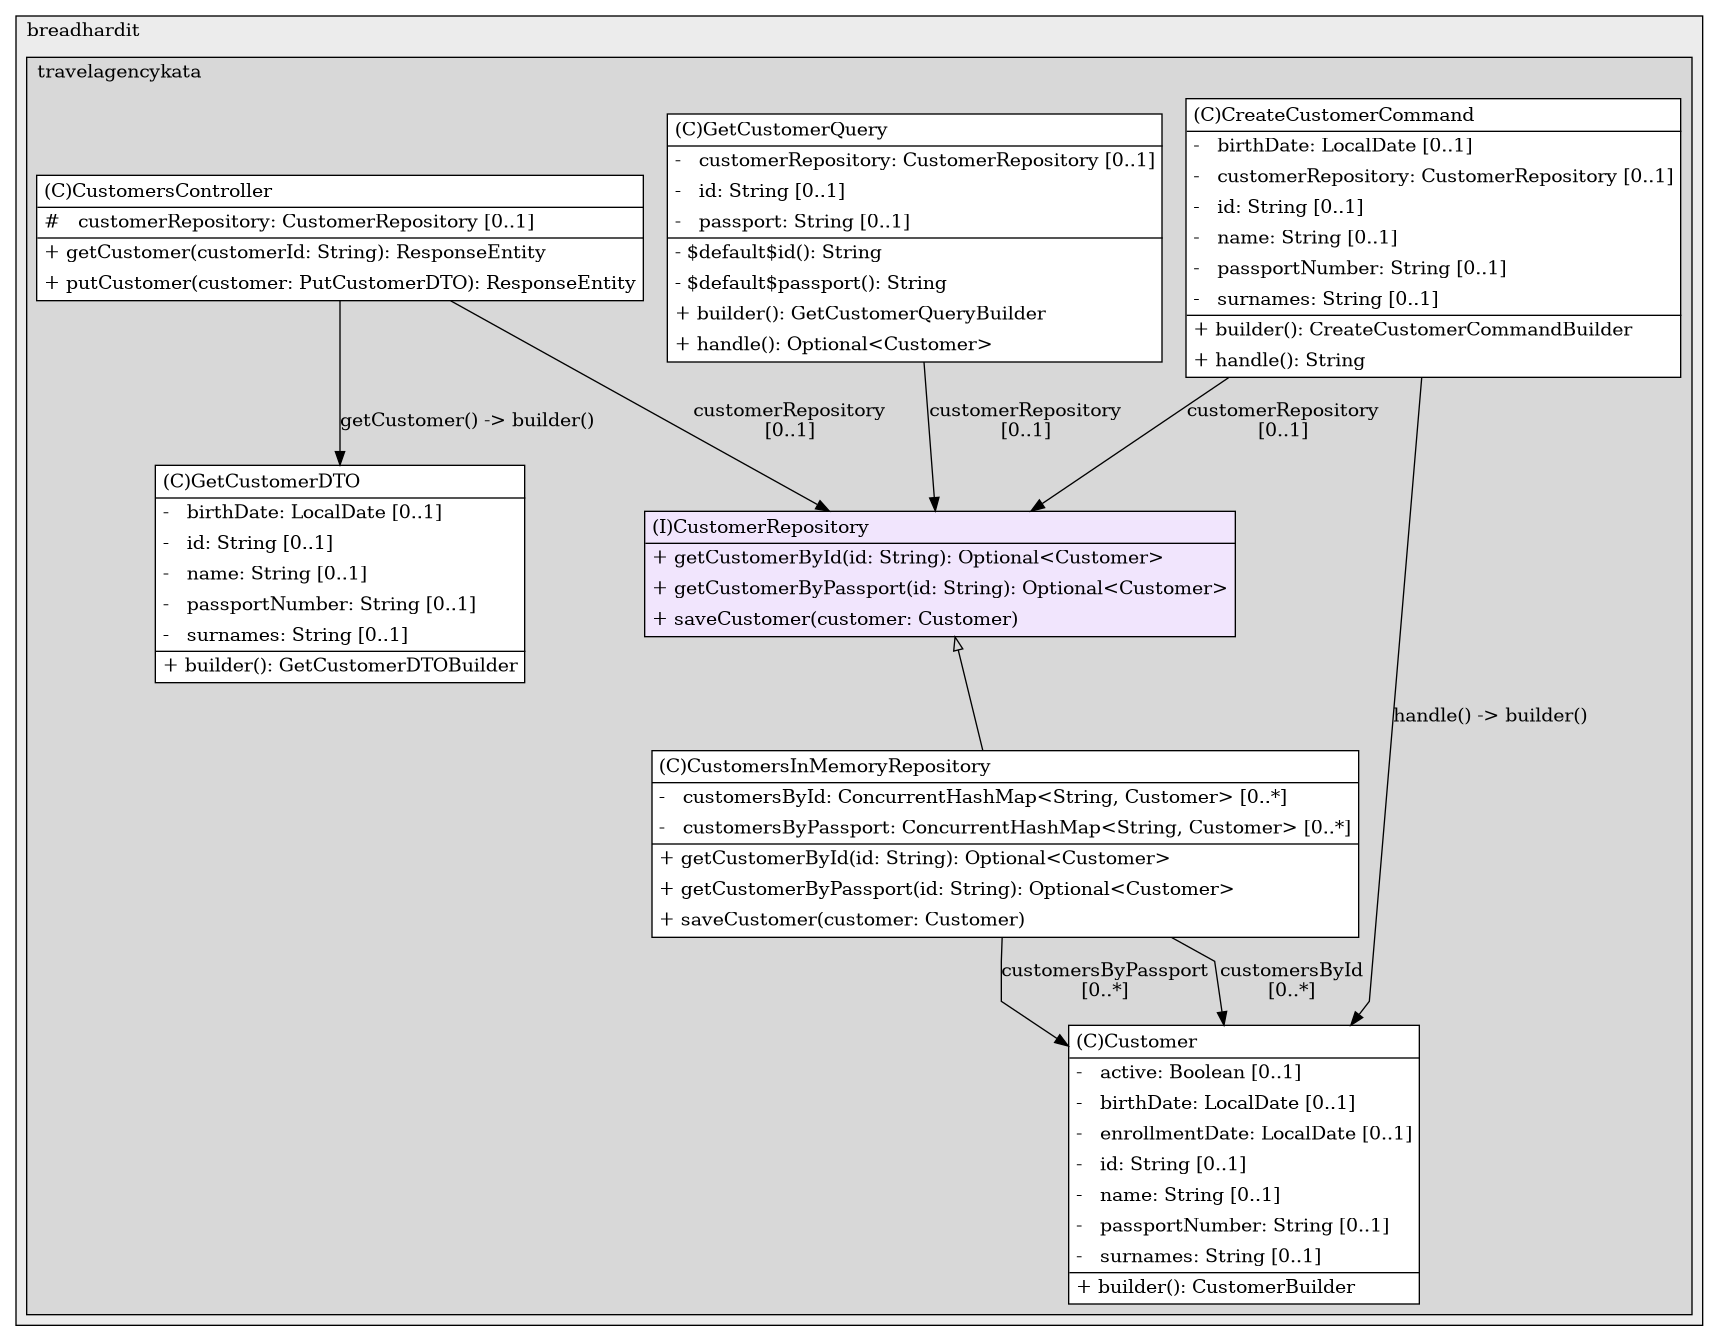 breadhardit
travelagencykata
(C)CreateCustomerCommand
-   birthDate: LocalDate [0..1]
-   customerRepository: CustomerRepository [0..1]
-   id: String [0..1]
-   name: String [0..1]
-   passportNumber: String [0..1]
-   surnames: String [0..1]
+ builder(): CreateCustomerCommandBuilder
+ handle(): String
(C)GetCustomerQuery
-   customerRepository: CustomerRepository [0..1]
-   id: String [0..1]
-   passport: String [0..1]
- $default$id(): String
- $default$passport(): String
+ builder(): GetCustomerQueryBuilder
+ handle(): Optional<Customer>
(C)CustomersController
#   customerRepository: CustomerRepository [0..1]
+ getCustomer(customerId: String): ResponseEntity
+ putCustomer(customer: PutCustomerDTO): ResponseEntity
getCustomer() -> builder()
customerRepository
[0..1]
customerRepository
[0..1]
customerRepository
[0..1]
(C)GetCustomerDTO
-   birthDate: LocalDate [0..1]
-   id: String [0..1]
-   name: String [0..1]
-   passportNumber: String [0..1]
-   surnames: String [0..1]
+ builder(): GetCustomerDTOBuilder
(I)CustomerRepository
+ getCustomerById(id: String): Optional<Customer>
+ getCustomerByPassport(id: String): Optional<Customer>
+ saveCustomer(customer: Customer)
handle() -> builder()
(C)CustomersInMemoryRepository
-   customersById: ConcurrentHashMap<String, Customer> [0..*]
-   customersByPassport: ConcurrentHashMap<String, Customer> [0..*]
+ getCustomerById(id: String): Optional<Customer>
+ getCustomerByPassport(id: String): Optional<Customer>
+ saveCustomer(customer: Customer)
customersByPassport
[0..*]
customersById
[0..*]
(C)Customer
-   active: Boolean [0..1]
-   birthDate: LocalDate [0..1]
-   enrollmentDate: LocalDate [0..1]
-   id: String [0..1]
-   name: String [0..1]
-   passportNumber: String [0..1]
-   surnames: String [0..1]
+ builder(): CustomerBuilder